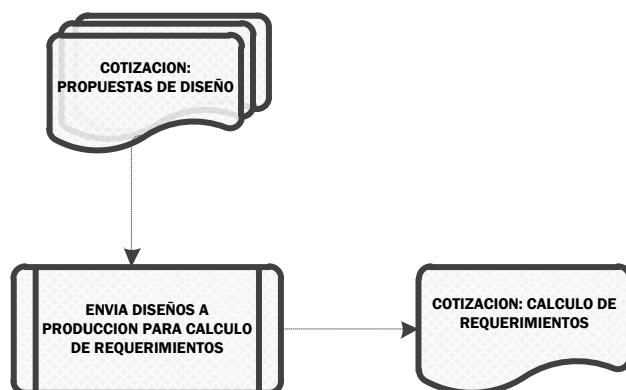 COTIZACION:
PROPUESTAS DE DISEÑO
ENVIA DISEÑOS A
PRODUCCION PARA CALCULO
DE REQUERIMIENTOS
COTIZACION: CALCULO DE
REQUERIMIENTOS